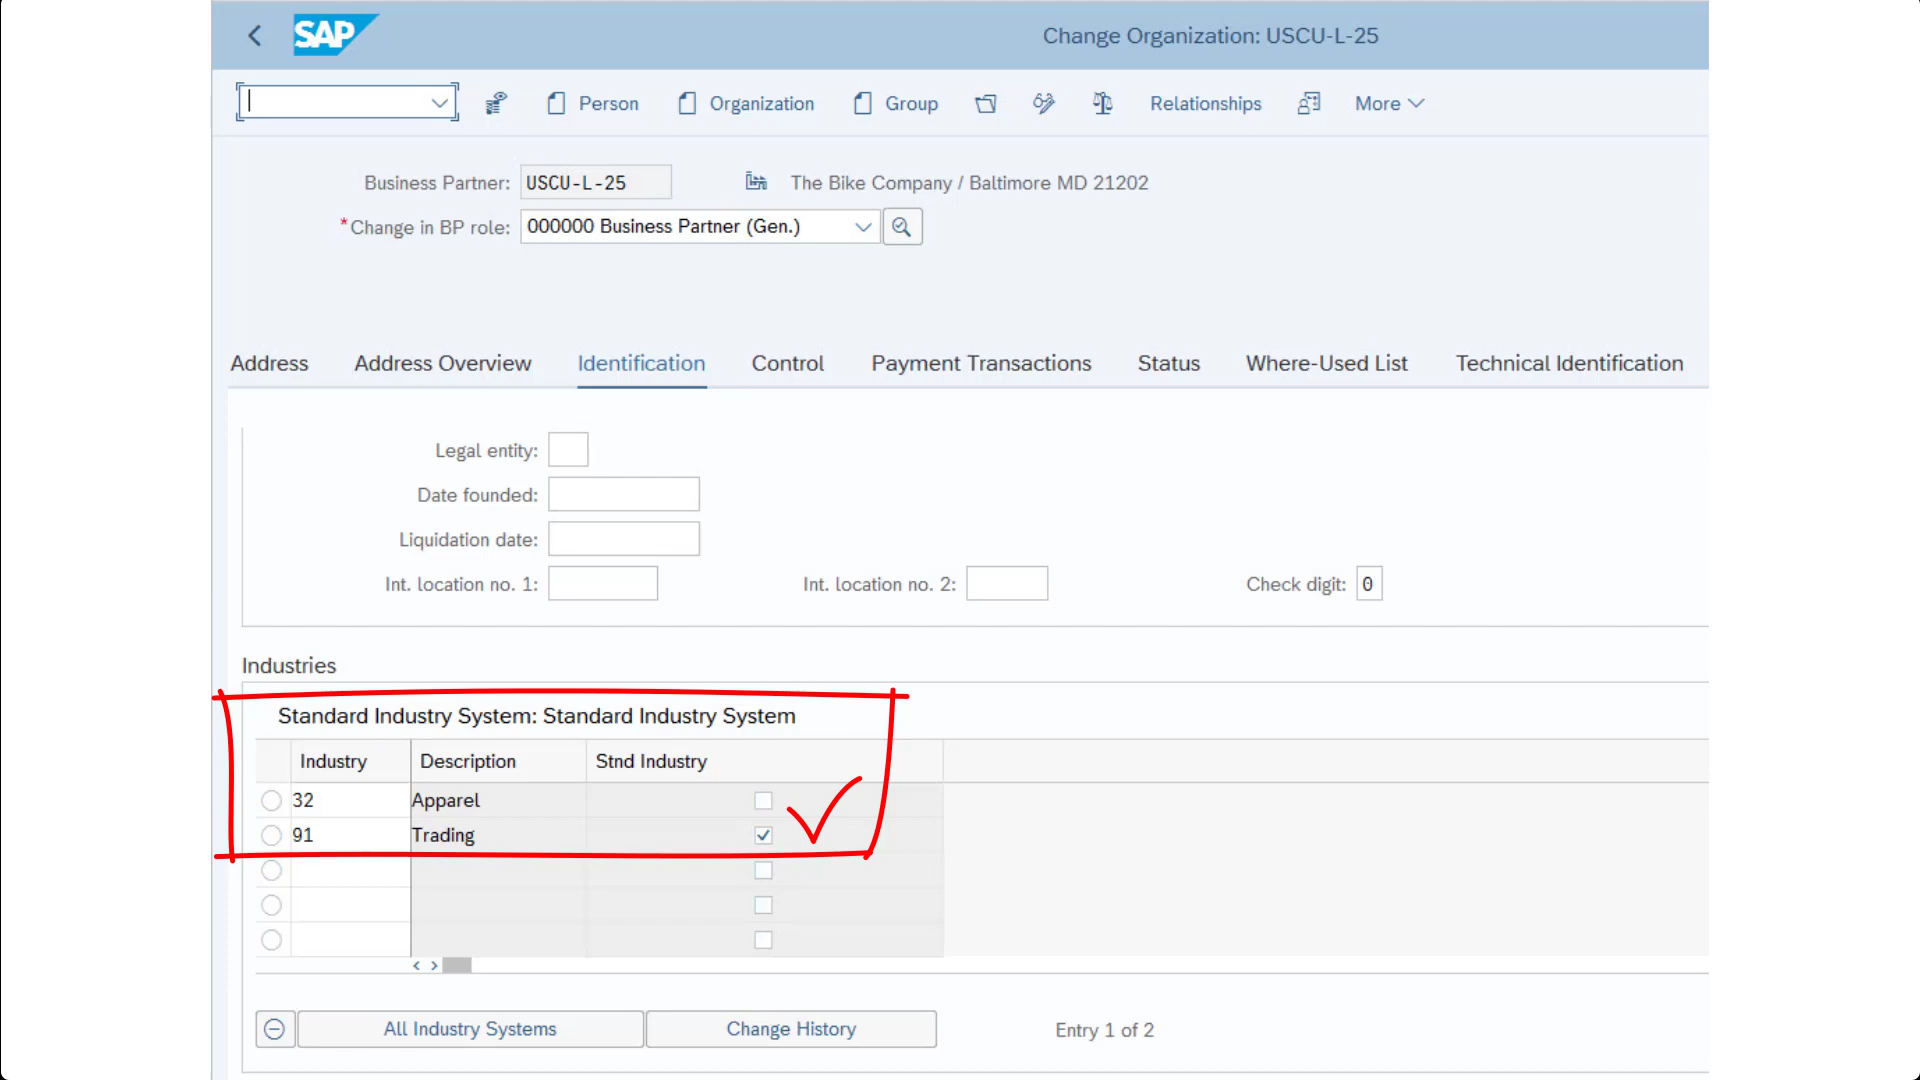 SAP
Change Organization: USCU-L-25
Person Organization Group Relationships More
Business Partner: USCU-L-25 The Bike Company / Baltimore MD 21202
*Change in BP role: 000000 Business Partner (Gen.)
Address Address Overview Identification Control Payment Transactions Status Where-Used List Technical Identification
Legal entity:
Date founded:
Liquidation date:
Int. location no. 1: Int. location no. 2: Check digit: 0
Industries
Standard Industry System: Standard Industry System
Industry Description Stnd Industry
32 Apparel
91 Trading
All Industry Systems Change History Entry 1 of 2